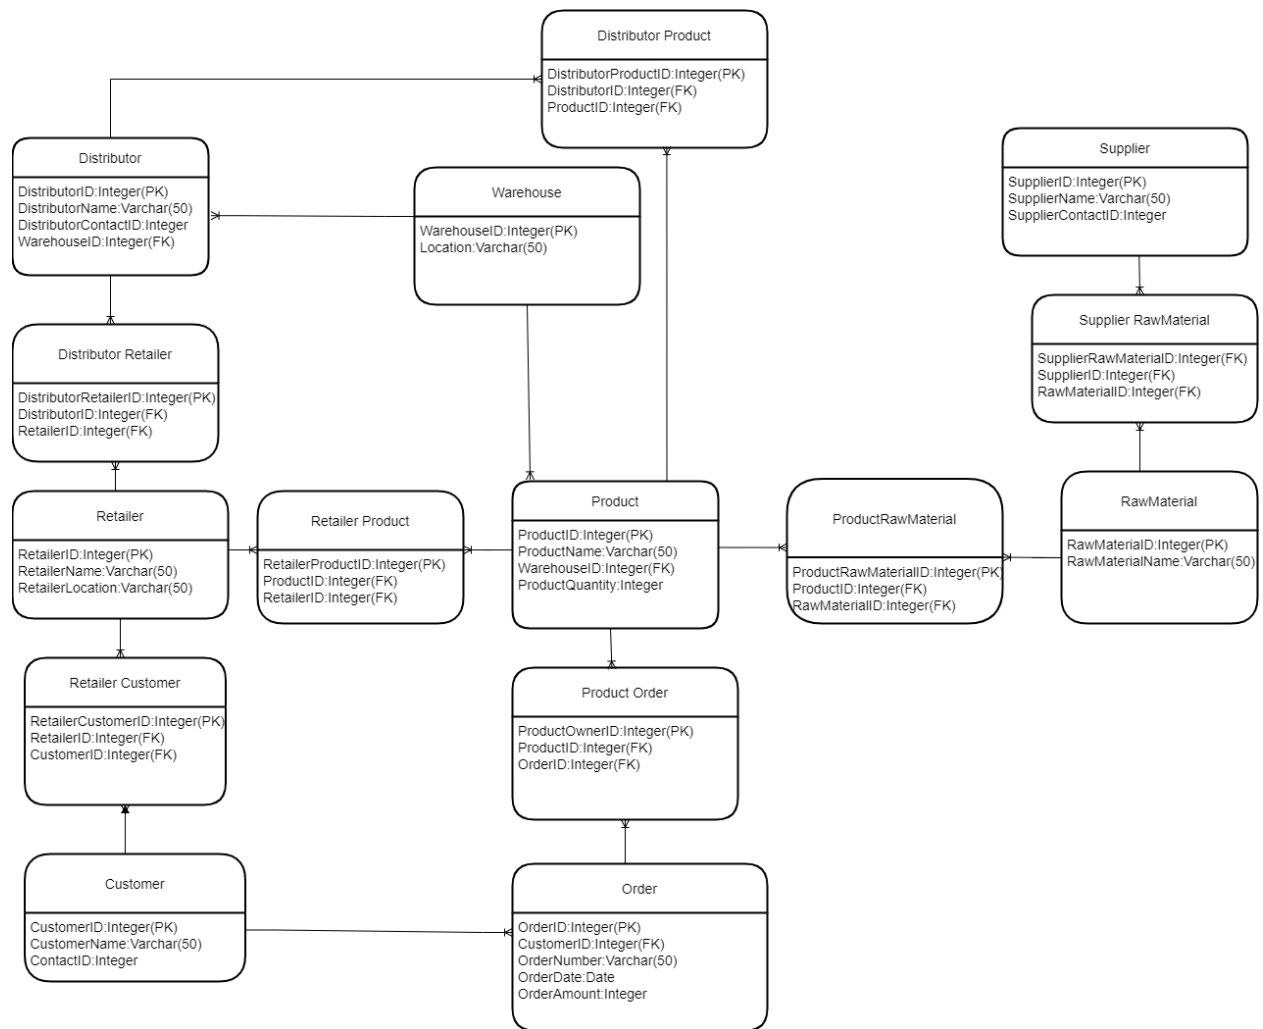 Distributor Product
DistributorProductID:Integer(PK)
DistributorID:Integer(FK)
ProductID:Integer(FK)
Distributor
DistributorID:Integer(PK)
DistributorName:Varchar(50)
DistributorContactID:Integer
WarehouseID:Integer(FK)
Warehouse
WarehouseID:Integer(PK)
Location:Varchar(50)
Supplier
SupplierID:Integer(PK)
SupplierName:Varchar(50)
SupplierContactID:Integer
Supplier RawMaterial
SupplierRawMateriaID:Integer(FK)
SupplierID:Integer(FK)
RawMaterialID:Integer(FK)
Distributor Retailer
DistributorRetailerID:Integer(PK)
DistributorID:Integer(FK)
RetailerID:Integer(FK)
Retailer
RetailerID:Integer(PK)
RetailerName:Varchar(50)
RetailerLocation:Varchar(50)
Retailer Product
RetailerProductID:Integer(PK)
ProductID:Integer(FK)
RetailerID:Integer(FK)
Product
ProductID:Integer(PK)
ProductName:Varchar(50)
WarehouseID:Integer(FK)
ProductQuantity:Integer
ProductRawMaterial
ProductRawMaterialID:Integer(PK)
ProductID:Integer(FK)
RawMaterialID:Integer(FK)
RawMaterial
RawMateriaID:Integer(PK)
RawMaterialName:Varchar(50)
Retailer Customer
RetailerCustomerID:Integer(PK)
RetailerID:Integer(FK)
CustomerID:Integer(FK)
Product Order
ProductOwnerID:Integer(PK)
ProductID:Integer(FK)
OrderID:Integer(FK)
Customer
CustomerID:Integer(PK)
CustomerName:Varchar(50)
ContactID:Integer
Order
OrderID:Integer(PK)
CustomerID:Integer(FK)
OrderNumber:Varchar(50)
OrderDate:Date
OrderAmount:Integer